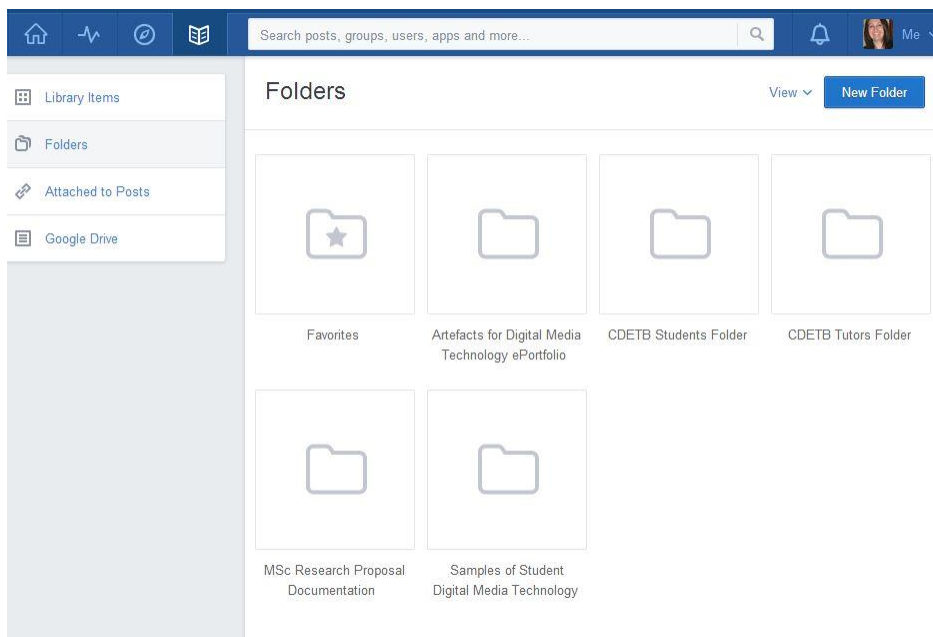 Search posts, groups, users, apps and more...
Me
Library Items
Folders
Attached to Posts
Google Drive
Folders
View
New Folder
Favorites
Artefacts for Digital Media
Technology ePortfolio
CDETB Students Folder
CDETB Tutors Folder
MSc Research Proposal
Documentation
Samples of Student
Digital Media Technology